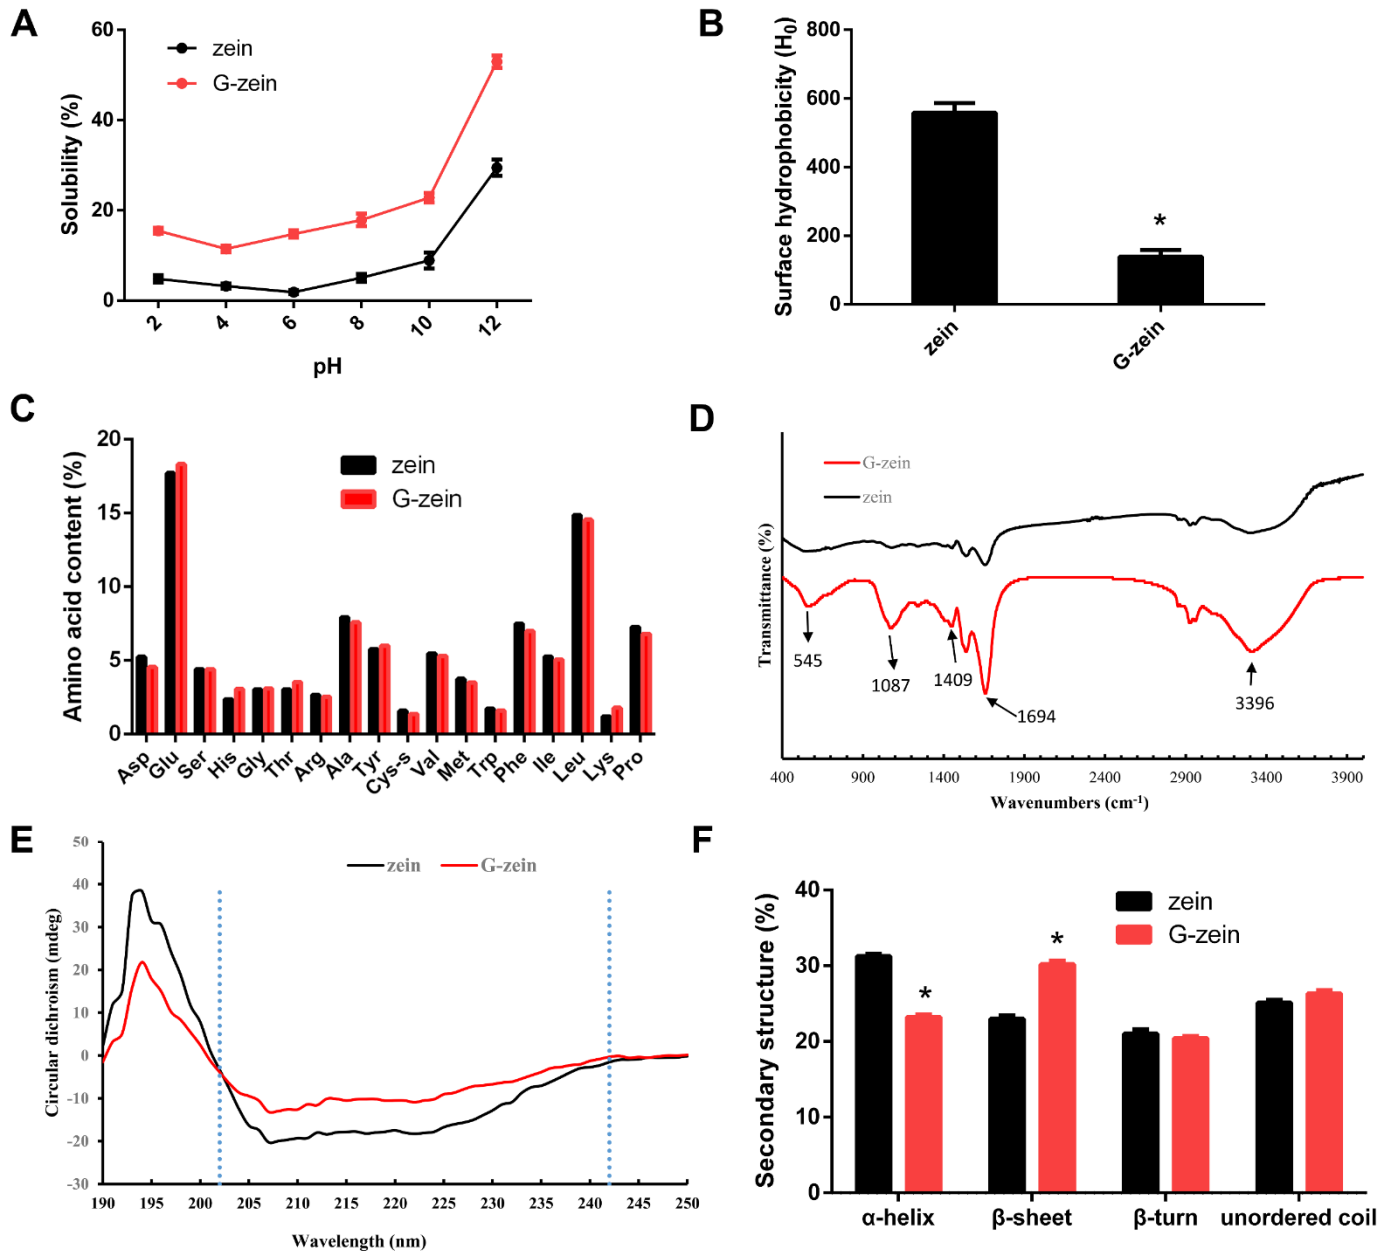 A
zein
G-zein
Solubility (%)
60
40
20
0
2 4 6 8 10 12
pH
B
Surface hydrophobicity (H0)
800
600
400
200
0
*
zein G-zein
C
zein
G-zein
Amino acid content (%)
20
15
10
5
0
Asp Glu Ser His Gly Thr Arg Ala Tyr Cys-s Val Met Trp Phe Ile Leu Lys Pro
D
G-zein
zein
Transmittance (%)
545
1087
1409
1694
3396
400 900 1400 1900 2400 2900 3400 3900
Wavenumbers (cm-1)
E
zein G-zein
Circular dichroism (mdeg)
50
40
30
20
10
0
-10
-20
-30
190 195 200 205 210 215 220 225 230 235 240 245 250
Wavelength (nm)
F
zein
G-zein
Secondary structure (%)
40
30
20
10
0
* *
α-helix β-sheet β-turn unordered coil